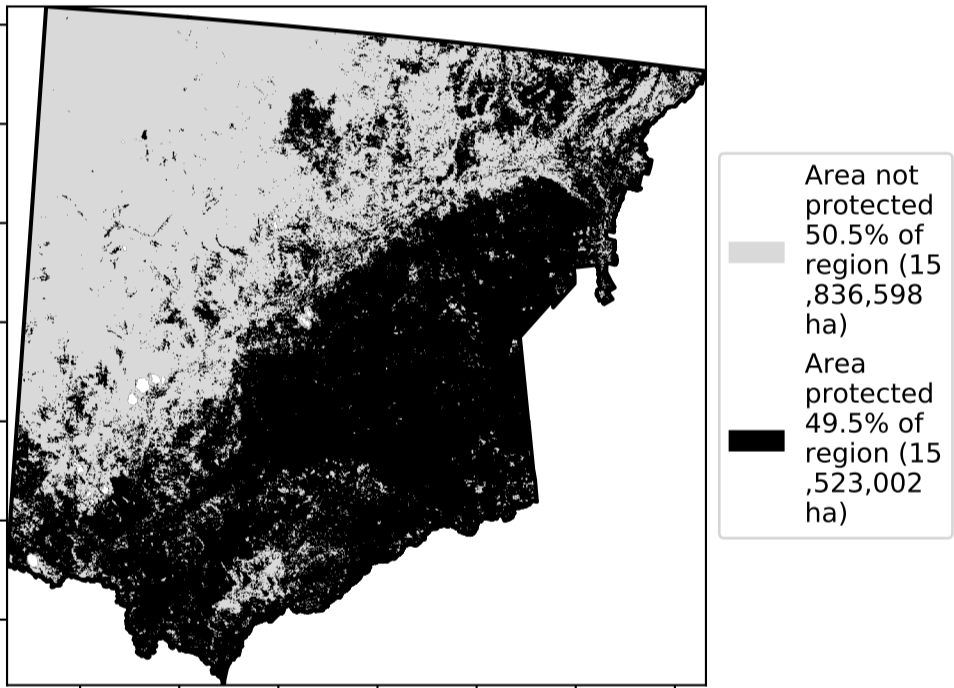 Area not
protected
50.5% of
region (15
,836,598
ha)
Area
protected
49.5% of
region (15
,523,002
ha)